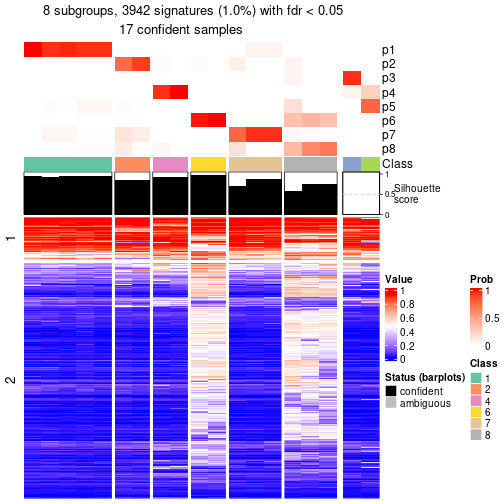 8 subgroups, 3942 signatures (1.0%) with fdr < 0.05
17 confident samples
p1
p2
p3
p4
p5
p6
p7
p8
Class
1
0.5
0
Silhouette
score
1
2
Value
1
0.8
0.6
0.4
0.2
0
Prob
1
0.5
0
Status (barplots)
confident
ambiguous
Class
1
2
4
6
7
8